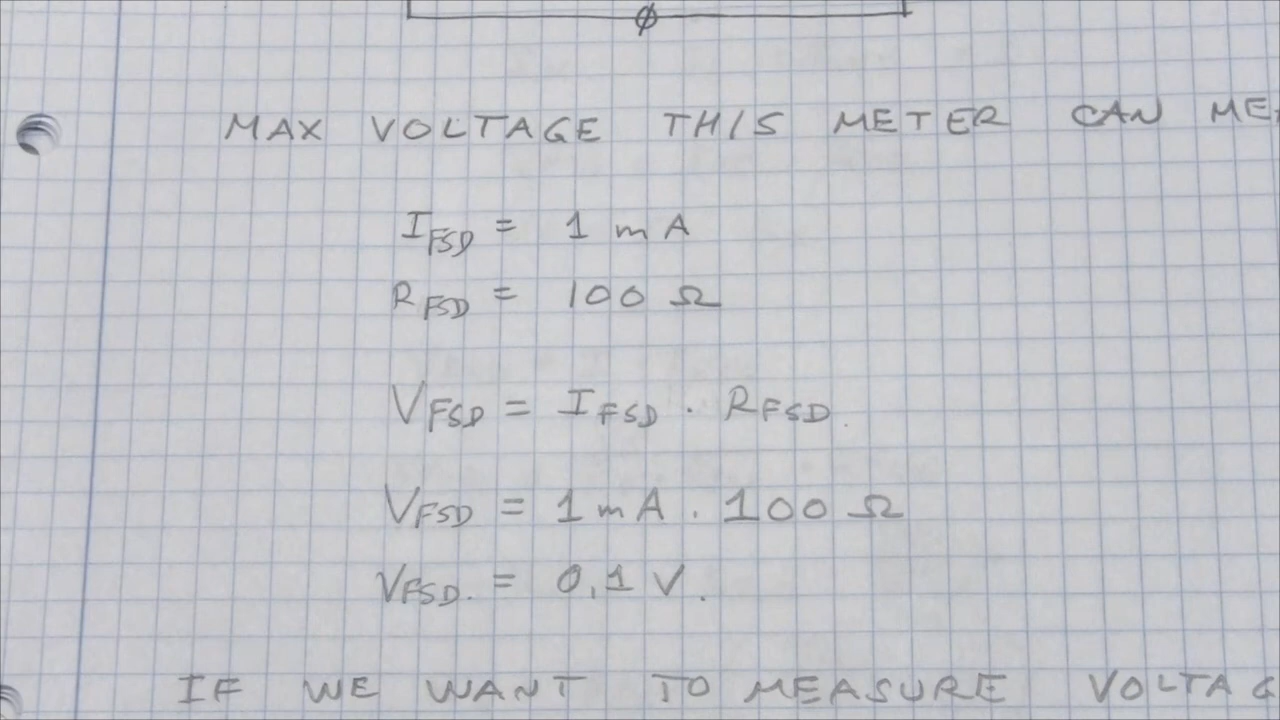 MAX VOLTAGE THIS METER CAN
I FSD = 1 mA
R FSD = 100 Ω
V FSD = I FSD . R FSD.
V FSD = 1 mA . 100 Ω
V FSD. = 0,1 V.
IF WE WANT TO MEASURE